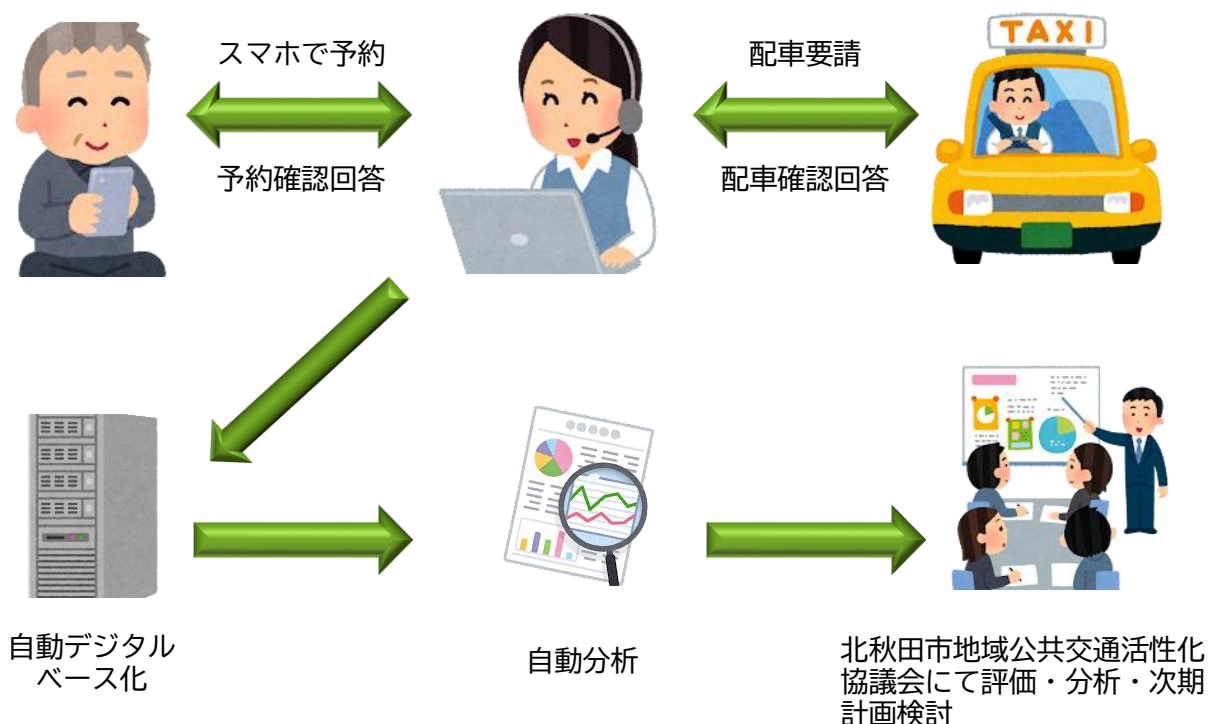 スマホで予約
予約確認回答
配車要請
配車確認回答
TAXI
自動デジタル
ベース化
自動分析
北秋田市地域公共交通活性化
協議会にて評価・分析・次期
計画検討